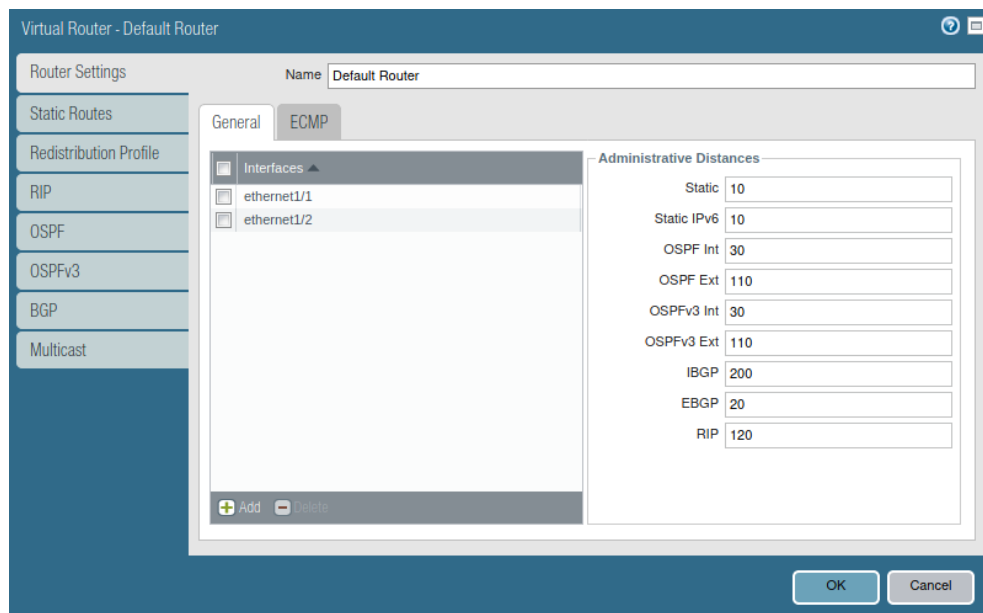 Virtual Router - Default Router
Router Settings
Static Routes
Redistribution Profile
RIP
OSPF
OSPFv3
BGP
Multicast
Name Default Router
General ECMP
Interfaces
ethernet1/1
ethernet1/2
Add Delete
Administrative Distances
Static 10
Static IPv6 10
OSPF Int 30
OSPF Ext 110
OSPFv3 Int 30
OSPFv3 Ext 110
IBGP 200
EBGP 20
RIP 120
OK Cancel